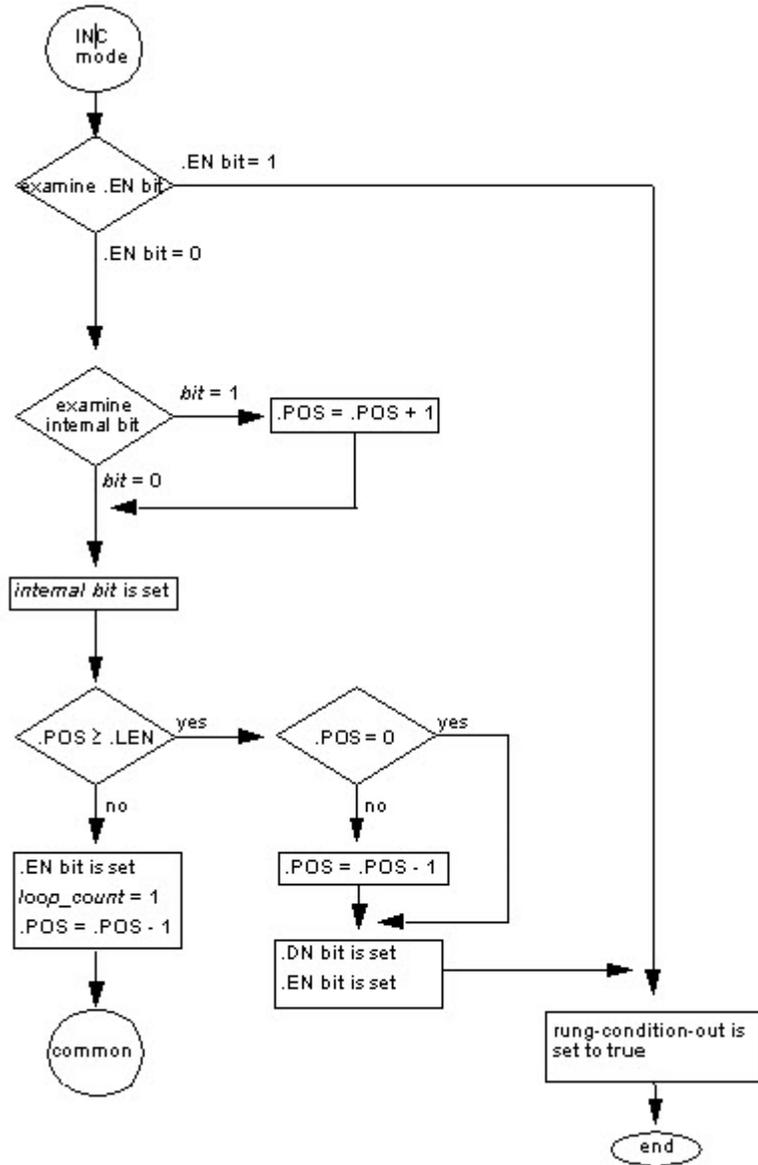 INC
mode
.EN bit = 1
examine .EN bit
.EN bit = 0
examine
internal bit
bit = 1
.POS = .POS + 1
bit = 0
internal bit is set
.POS ≥ .LEN
yes
.POS = 0
yes
no
no
.EN bit is set
loop_count = 1
.POS = .POS - 1
.POS = .POS - 1
.DN bit is set
.EN bit is set
common
rung-condition-out is
set to true
end